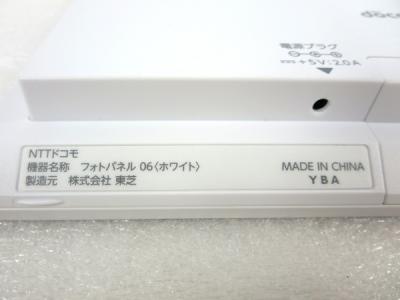 電源プラグ
+5V 2.0A
NTTドコモ
機器名称 フォトパネル 06〈ホワイト〉
製造元 株式会社 東芝
MADE IN CHINA
YBA